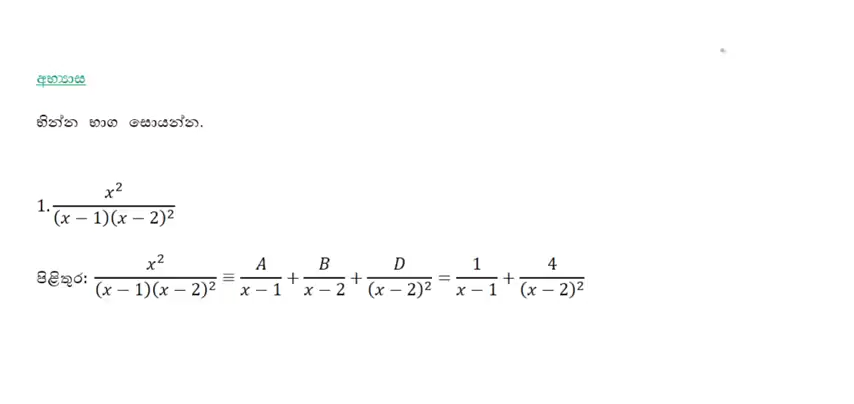 අභ්‍යාස
භින්න භාග සොයන්න.
1. x²/((x − 1)(x − 2)²)
පිළිතුර: x²/((x − 1)(x − 2)²) ≡ A/(x − 1) + B/(x − 2) + D/(x − 2)² = 1/(x − 1) + 4/(x − 2)²